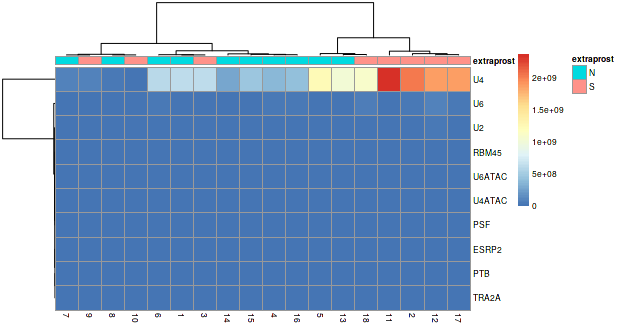 extraprost
extraprost
N
S
U4
U6
U2
RBM45
U6ATAC
U4ATAC
PSF
ESRP2
PTB
TRA2A
2e+09
1.5e+09
1e+09
5e+08
0
7 9 8 10 6 1 3 14 15 4 16 5 13 18 11 2 12 17